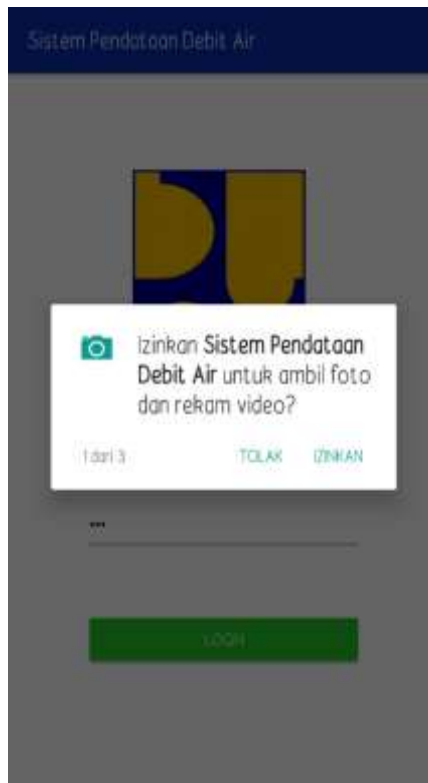 Sistem Pendataan Debit Air
Izinkan Sistem Pendataan
Debit Air untuk ambil foto
dan rekam video?
1 dari 3
TOLAK
IZINKAN
•••
LOGIN